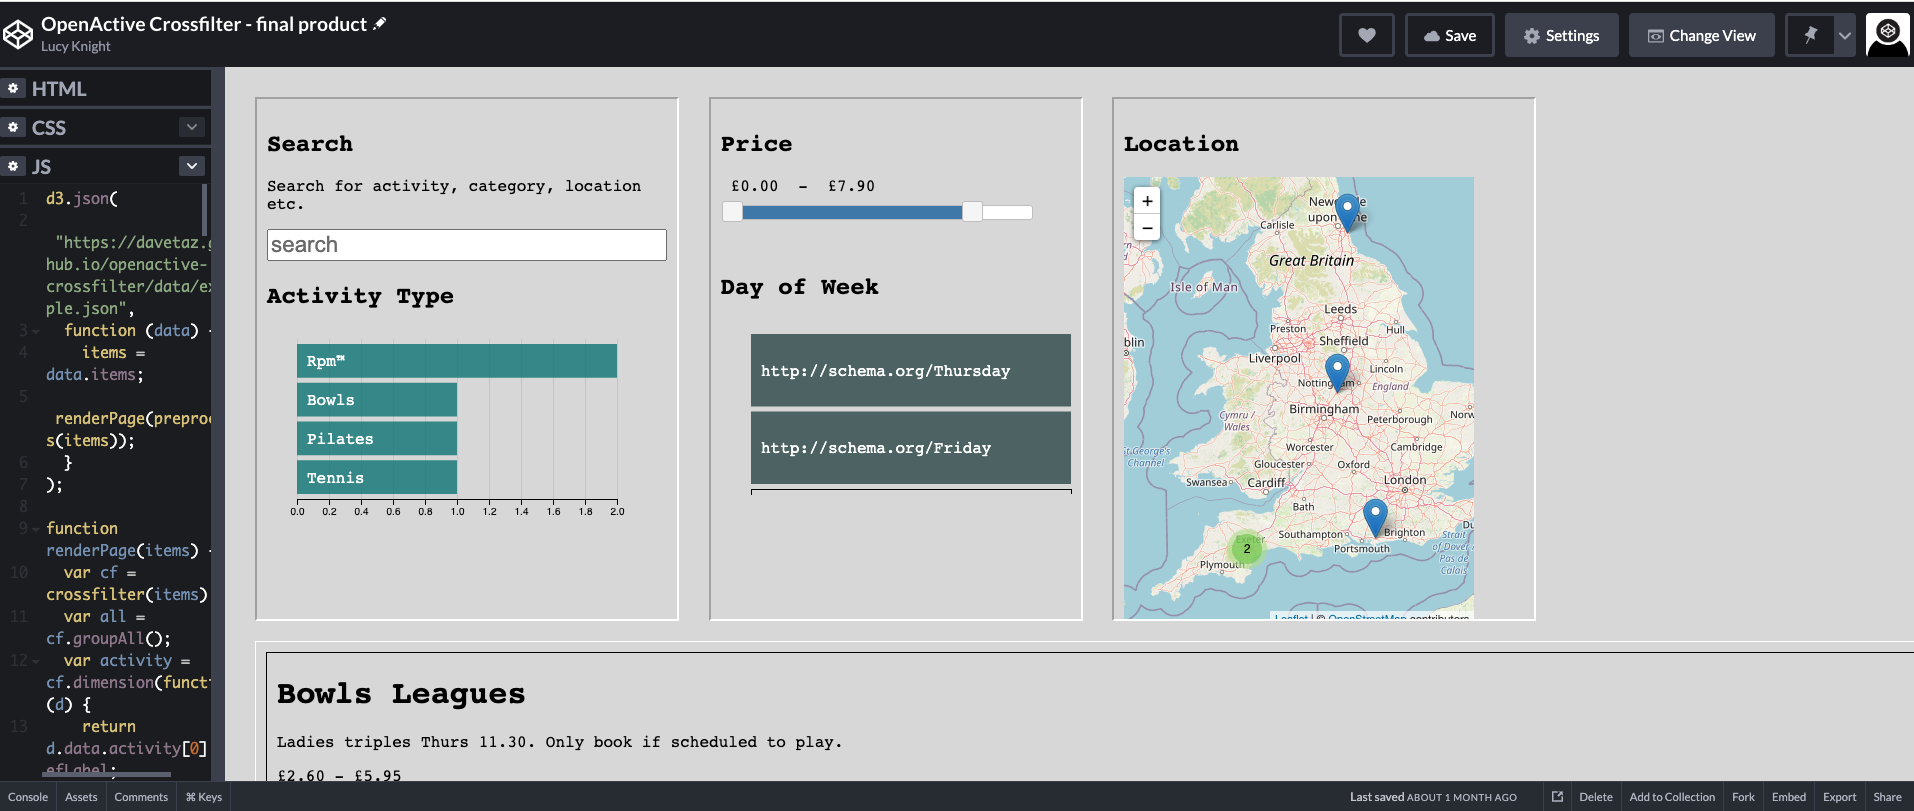 OpenActive Crossfilter - final product
Lucy Knight
Save
Settings
Change View
HTML
CSS
JS
1 d3.json(
2
"https://davetaz.g
hub.io/openactive-
crossfilter/data/ex
ple.json",
3 function (data)
4 items =
data.items;
5
renderPage(preproc
s(items));
6 }
7 );
8
9 function
renderPage(items)
10 var cf =
crossfilter(items)
11 var all =
cf.groupAll();
12 var activity =
cf.dimension(funct
(d) {
13 return
d.data.activity[0]
efLabel;
Search
Search for activity, category, location
etc.
search
Activity Type
Rpm™
Bowls
Pilates
Tennis
0.0 0.2 0.4 0.6 0.8 1.0 1.2 1.4 1.6 1.8 2.0
Price
£0.00 - £7.90
Day of Week
http://schema.org/Thursday
http://schema.org/Friday
Location
+
−
Carlisle
Great Britain
Isle of Man
Leeds
Preston
Hull
Sheffield
blin
Liverpool
Lincoln
England
Birmingham
Cymru /
Wales
Peterborough
Norw
St George's
Channel
Worcester
Cambridge
Gloucester
Oxford
Swansea
Cardiff
London
Bath
Southampton
Brighton
Portsmouth
Strait
of Dover
Pas de
Calais
Exeter
2
Plymouth
Leaflet | © OpenStreetMap contributors
Bowls Leagues
Ladies triples Thurs 11.30. Only book if scheduled to play.
£2.60 - £5.95
Console
Assets
Comments
⌘ Keys
Last saved ABOUT 1 MONTH AGO
Delete
Add to Collection
Fork
Embed
Export
Share